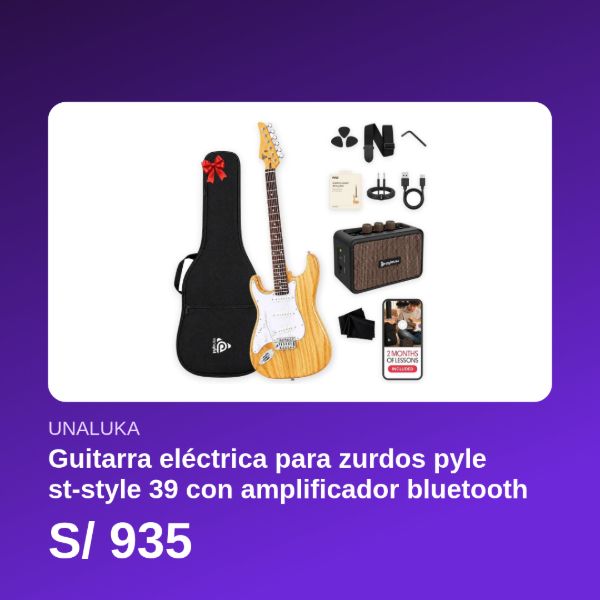 2 MONTHS
OF LESSONS
INCLUDED
UNALUKA
Guitarra eléctrica para zurdos pyle
st-style 39 con amplificador bluetooth
S/ 935